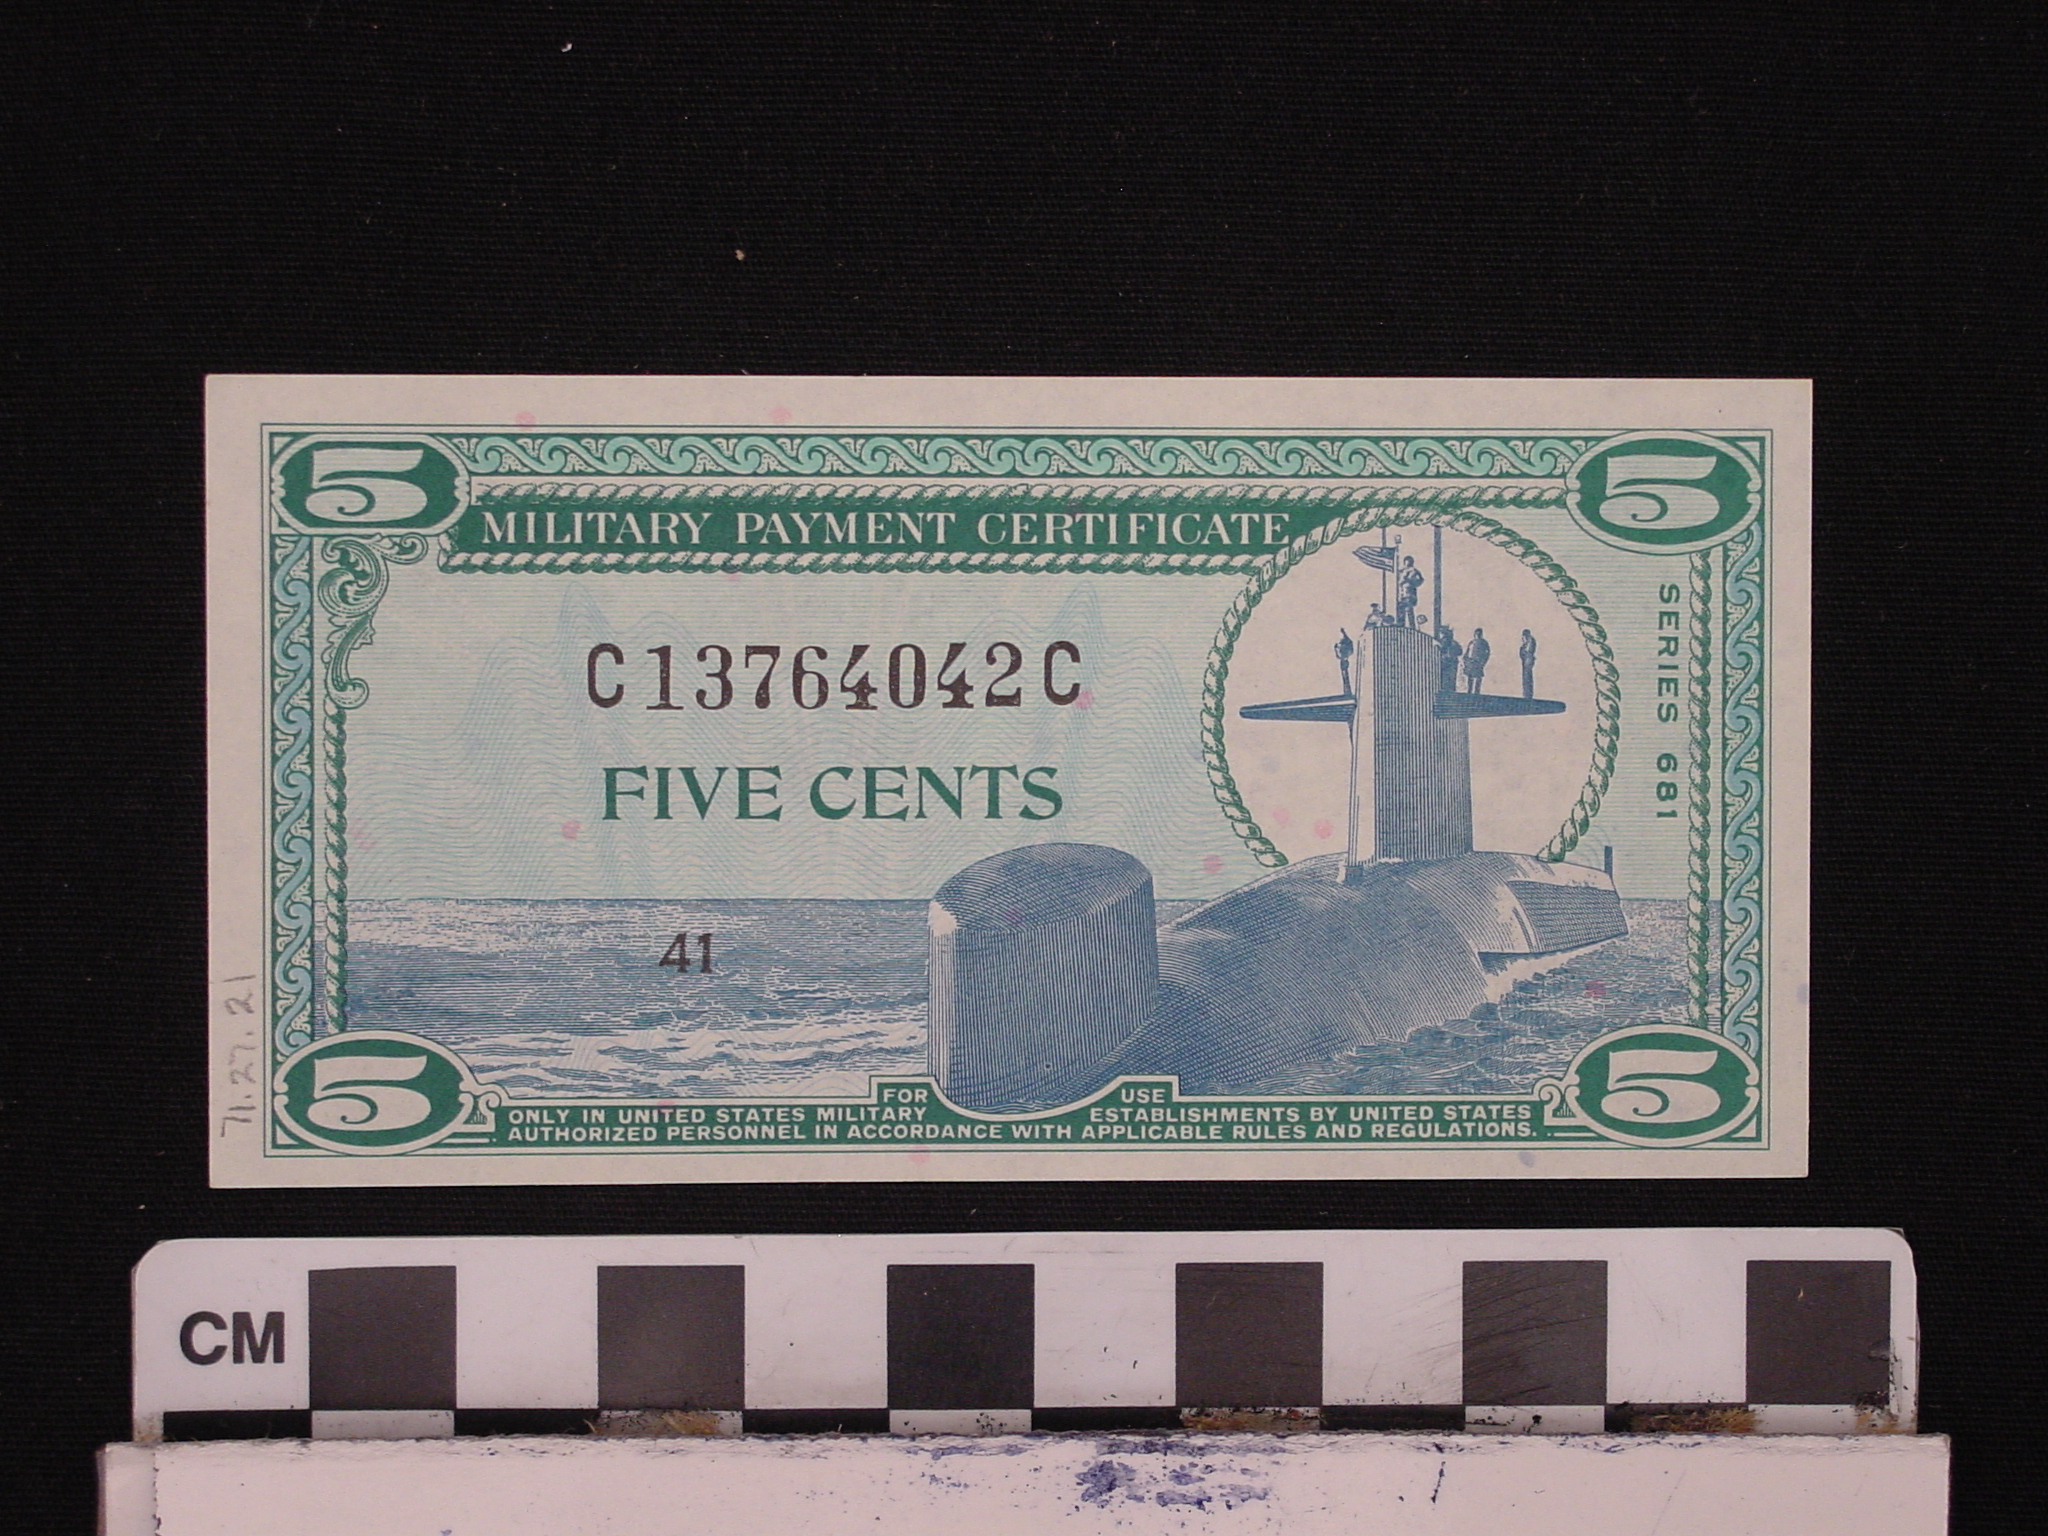 5 5
MILITARY PAYMENT CERTIFICATE
SERIES 681
C13764042C
FIVE CENTS
41
71.27.21
5 5
FOR USE
ONLY IN UNITED STATES MILITARY ESTABLISHMENTS BY UNITED STATES
AUTHORIZED PERSONNEL IN ACCORDANCE WITH APPLICABLE RULES AND REGULATIONS.
CM